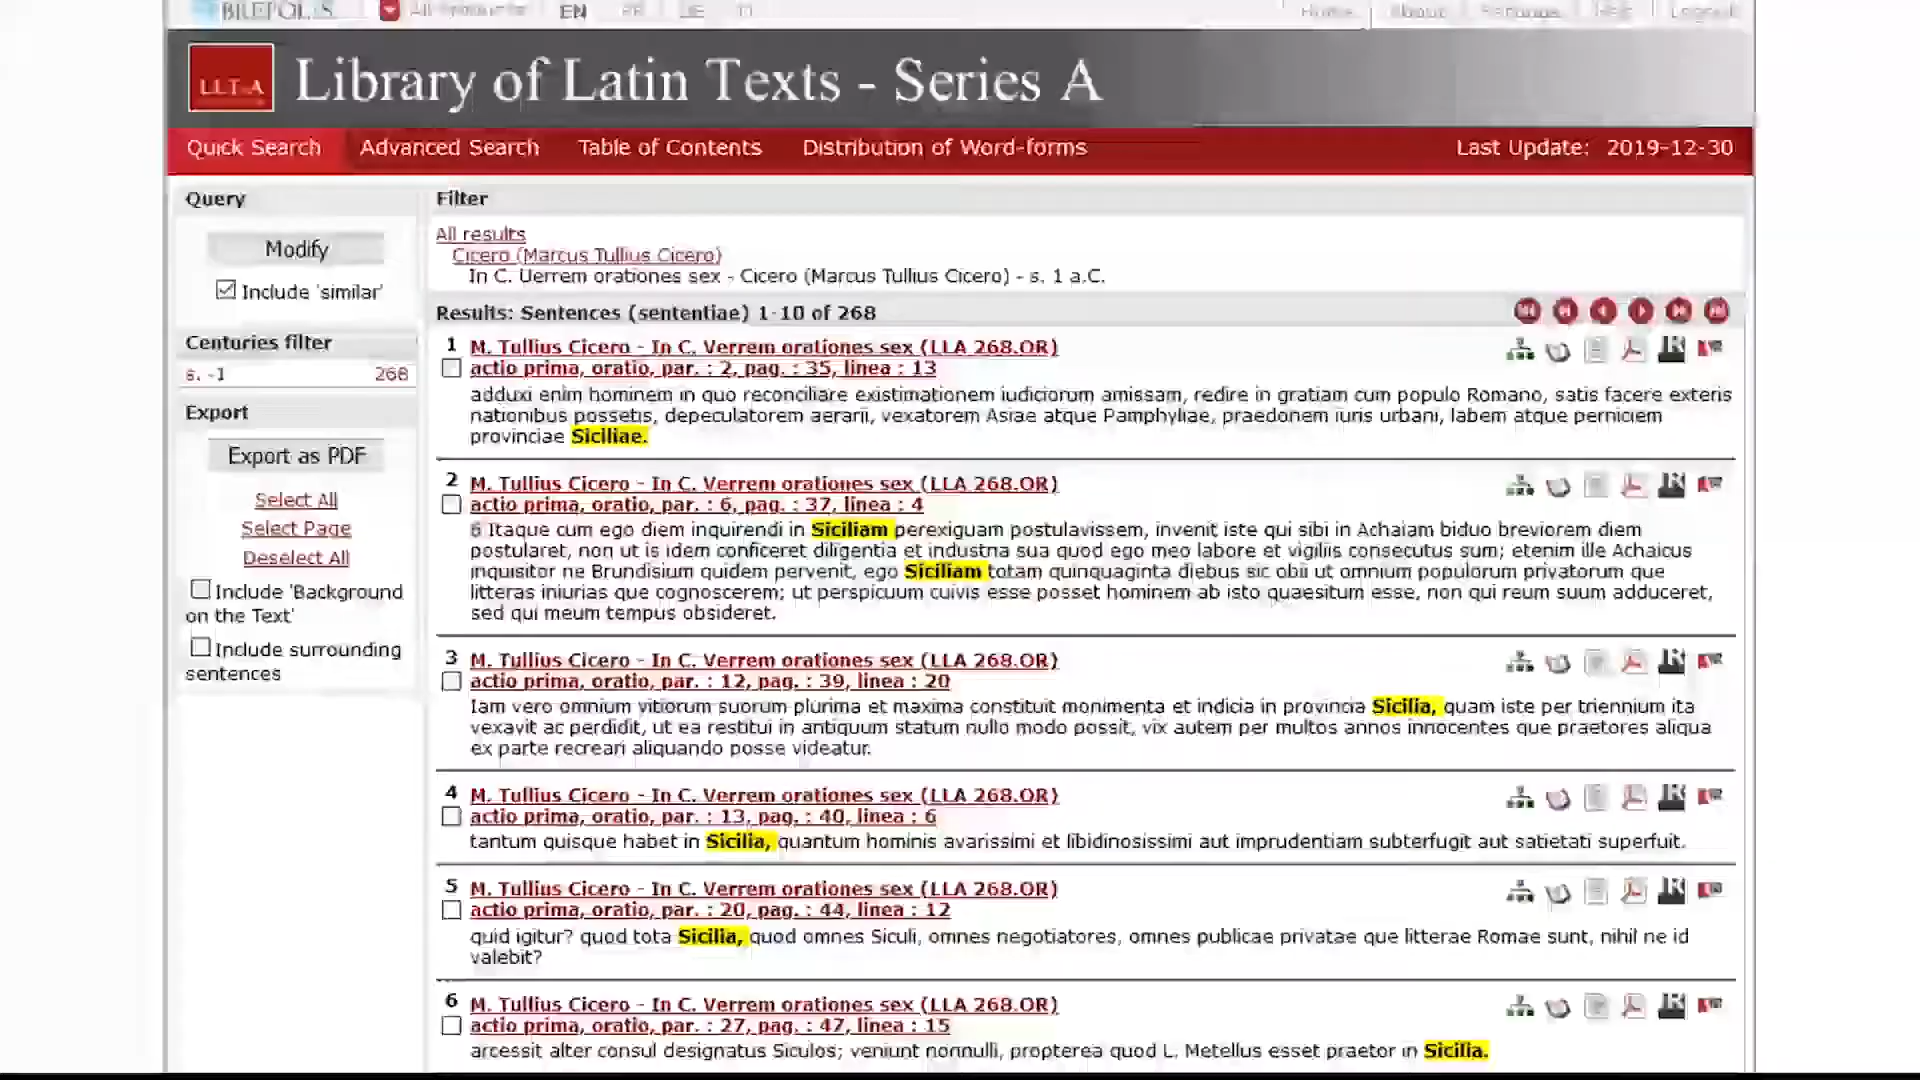 BREPOLIS
EN
Home
About
Logout
LLT-A
Library of Latin Texts - Series A
Quick Search
Advanced Search
Table of Contents
Distribution of Word-forms
Last Update: 2019-12-30
Query
Modify
Include 'similar'
Centuries filter
s. -1 268
Export
Export as PDF
Select All
Select Page
Deselect All
Include 'Background
on the Text'
Include surrounding
sentences
Filter
All results
Cicero (Marcus Tullius Cicero)
In C. Uerrem orationes sex - Cicero (Marcus Tullius Cicero) - s. 1 a.C.
Results: Sentences (sententiae) 1-10 of 268
1 M. Tullius Cicero - In C. Verrem orationes sex (LLA 268.OR)
actio prima, oratio, par. : 2, pag. : 35, linea : 13
adduxi enim hominem in quo reconciliare existimationem iudiciorum amissam, redire in gratiam cum populo Romano, satis facere exteris
nationibus possetis, depeculatorem aerarii, vexatorem Asiae atque Pamphyliae, praedonem iuris urbani, labem atque perniciem
provinciae Siciliae.
2 M. Tullius Cicero - In C. Verrem orationes sex (LLA 268.OR)
actio prima, oratio, par. : 6, pag. : 37, linea : 4
6 Itaque cum ego diem inquirendi in Siciliam perexiguam postulavissem, invenit iste qui sibi in Achaiam biduo breviorem diem
postularet, non ut is idem conficeret diligentia et industria sua quod ego meo labore et vigiliis consecutus sum; etenim ille Achaicus
inquisitor ne Brundisium quidem pervenit, ego Siciliam totam quinquaginta diebus sic obii ut omnium populorum privatorum que
litteras iniurias que cognoscerem; ut perspicuum cuivis esse posset hominem ab isto quaesitum esse, non qui reum suum adduceret,
sed qui meum tempus obsideret.
3 M. Tullius Cicero - In C. Verrem orationes sex (LLA 268.OR)
actio prima, oratio, par. : 12, pag. : 39, linea : 20
Iam vero omnium vitiorum suorum plurima et maxima constituit monimenta et indicia in provincia Sicilia, quam iste per triennium ita
vexavit ac perdidit, ut ea restitui in antiquum statum nullo modo possit, vix autem per multos annos innocentes que praetores aliqua
ex parte recreari aliquando posse videatur.
4 M. Tullius Cicero - In C. Verrem orationes sex (LLA 268.OR)
actio prima, oratio, par. : 13, pag. : 40, linea : 6
tantum quisque habet in Sicilia, quantum hominis avarissimi et libidinosissimi aut imprudentiam subterfugit aut satietati superfuit.
5 M. Tullius Cicero - In C. Verrem orationes sex (LLA 268.OR)
actio prima, oratio, par. : 20, pag. : 44, linea : 12
quid igitur? quod tota Sicilia, quod omnes Siculi, omnes negotiatores, omnes publicae privatae que litterae Romae sunt, nihil ne id
valebit?
6 M. Tullius Cicero - In C. Verrem orationes sex (LLA 268.OR)
actio prima, oratio, par. : 27, pag. : 47, linea : 15
arcessit alter consul designatus Siculos; veniunt nonnulli, propterea quod L. Metellus esset praetor in Sicilia.